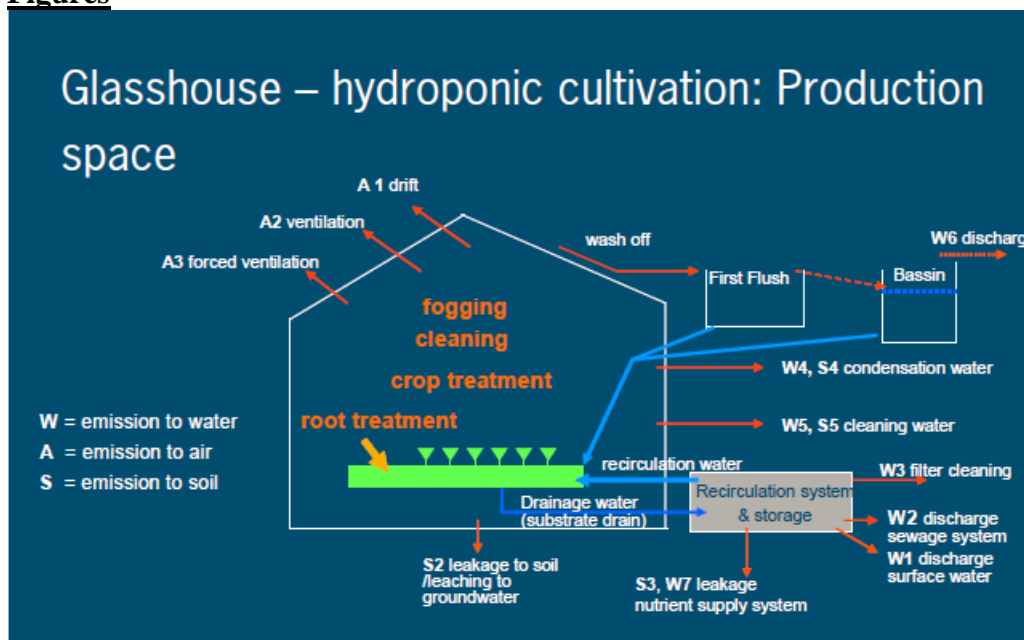 Figures
Glasshouse – hydroponic cultivation: Production
space
A 1 drift
A2 ventilation
A3 forced ventilation
wash off
W6 discharg
First Flush
Bassin
fogging
cleaning
crop treatment
root treatment
W4, S4 condensation water
W5, S5 cleaning water
W = emission to water
A = emission to air
S = emission to soil
recirculation water
W3 filter cleaning
Recirculation system
& storage
Drainage water
(substrate drain)
W2 discharge
sewage system
W1 discharge
surface water
S2 leakage to soil
/leaching to
groundwater
S3, W7 leakage
nutrient supply system